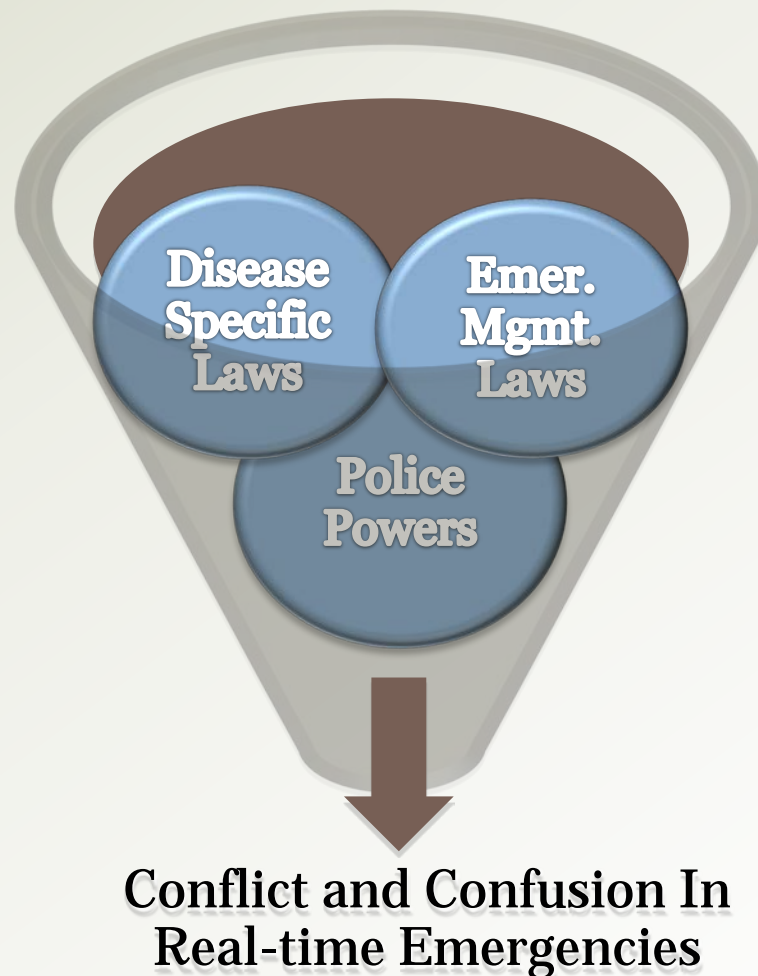 Disease
Specific
Laws
Emer.
Mgmt.
Laws
Police
Powers
Conflict and Confusion In
Real-time Emergencies